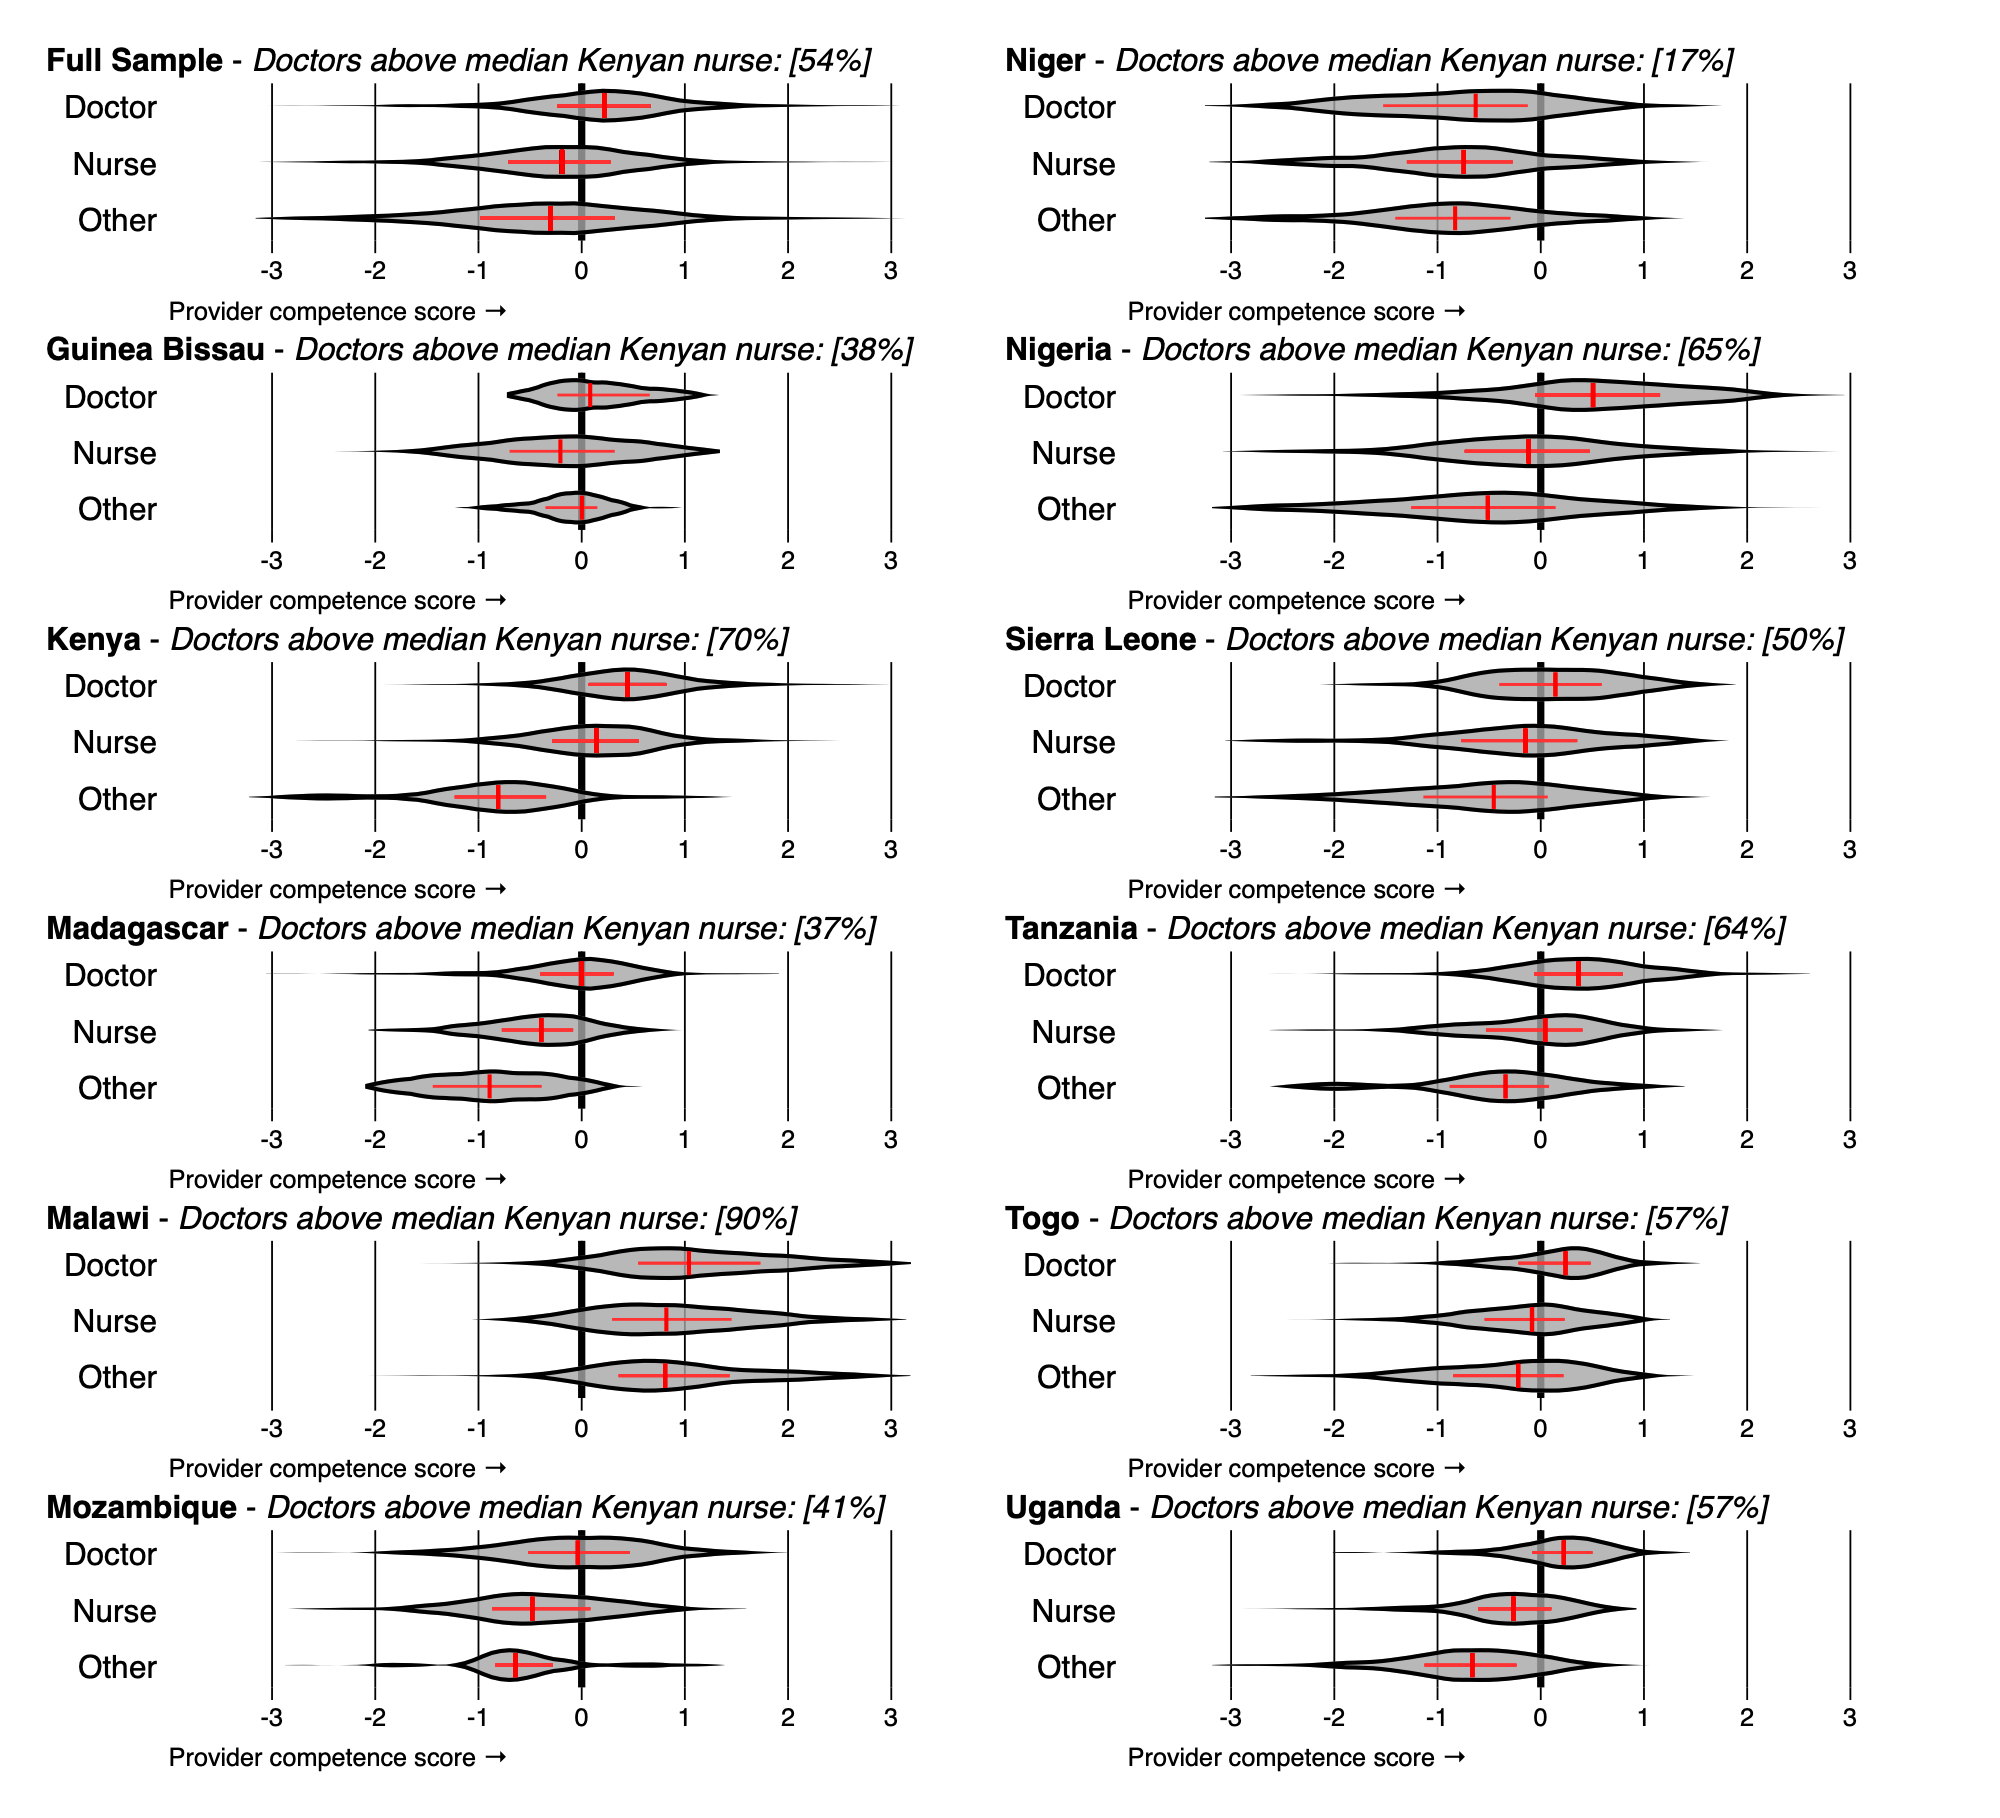 Full Sample - Doctors above median Kenyan nurse: [54%]
Doctor
Nurse
Other
-3 -2 -1 0 1 2 3
Provider competence score →
Niger - Doctors above median Kenyan nurse: [17%]
Doctor
Nurse
Other
-3 -2 -1 0 1 2 3
Provider competence score →
Guinea Bissau - Doctors above median Kenyan nurse: [38%]
Doctor
Nurse
Other
-3 -2 -1 0 1 2 3
Provider competence score →
Nigeria - Doctors above median Kenyan nurse: [65%]
Doctor
Nurse
Other
-3 -2 -1 0 1 2 3
Provider competence score →
Kenya - Doctors above median Kenyan nurse: [70%]
Doctor
Nurse
Other
-3 -2 -1 0 1 2 3
Provider competence score →
Sierra Leone - Doctors above median Kenyan nurse: [50%]
Doctor
Nurse
Other
-3 -2 -1 0 1 2 3
Provider competence score →
Madagascar - Doctors above median Kenyan nurse: [37%]
Doctor
Nurse
Other
-3 -2 -1 0 1 2 3
Provider competence score →
Tanzania - Doctors above median Kenyan nurse: [64%]
Doctor
Nurse
Other
-3 -2 -1 0 1 2 3
Provider competence score →
Malawi - Doctors above median Kenyan nurse: [90%]
Doctor
Nurse
Other
-3 -2 -1 0 1 2 3
Provider competence score →
Togo - Doctors above median Kenyan nurse: [57%]
Doctor
Nurse
Other
-3 -2 -1 0 1 2 3
Provider competence score →
Mozambique - Doctors above median Kenyan nurse: [41%]
Doctor
Nurse
Other
-3 -2 -1 0 1 2 3
Provider competence score →
Uganda - Doctors above median Kenyan nurse: [57%]
Doctor
Nurse
Other
-3 -2 -1 0 1 2 3
Provider competence score →